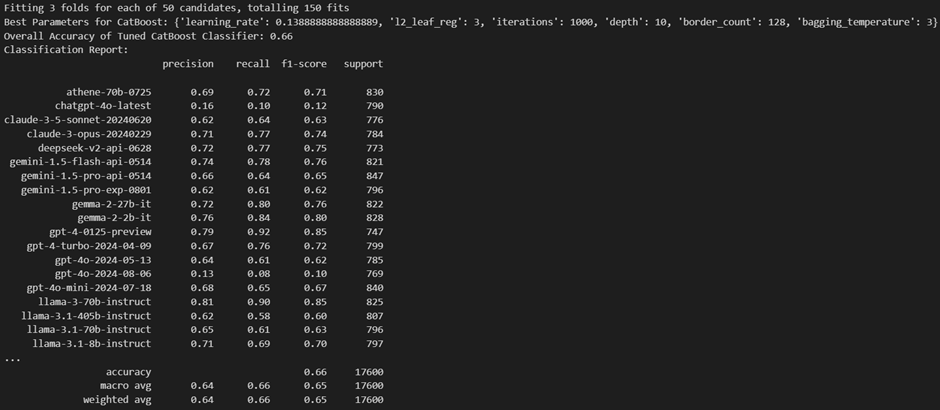 Fitting 3 folds for each of 50 candidates, totalling 150 fits
Best Parameters for CatBoost: {'learning_rate': 0.1388888888888889, 'l2_leaf_reg': 3, 'iterations': 1000, 'depth': 10, 'border_count': 128, 'bagging_temperature': 3}
Overall Accuracy of Tuned CatBoost Classifier: 0.66
Classification Report:
precision recall f1-score support
athene-70b-0725 0.69 0.72 0.71 830
chatgpt-4o-latest 0.16 0.10 0.12 790
claude-3-5-sonnet-20240620 0.62 0.64 0.63 776
claude-3-opus-20240229 0.71 0.77 0.74 784
deepseek-v2-api-0628 0.72 0.77 0.75 773
gemini-1.5-flash-api-0514 0.74 0.78 0.76 821
gemini-1.5-pro-api-0514 0.66 0.64 0.65 847
gemini-1.5-pro-exp-0801 0.62 0.61 0.62 796
gemma-2-27b-it 0.72 0.80 0.76 822
gemma-2-2b-it 0.76 0.84 0.80 828
gpt-4-0125-preview 0.79 0.92 0.85 747
gpt-4-turbo-2024-04-09 0.67 0.76 0.72 799
gpt-4o-2024-05-13 0.64 0.61 0.62 785
gpt-4o-2024-08-06 0.13 0.08 0.10 769
gpt-4o-mini-2024-07-18 0.68 0.65 0.67 840
llama-3-70b-instruct 0.81 0.90 0.85 825
llama-3.1-405b-instruct 0.62 0.58 0.60 807
llama-3.1-70b-instruct 0.65 0.61 0.63 796
llama-3.1-8b-instruct 0.71 0.69 0.70 797
...
accuracy 0.66 17600
macro avg 0.64 0.66 0.65 17600
weighted avg 0.64 0.66 0.65 17600